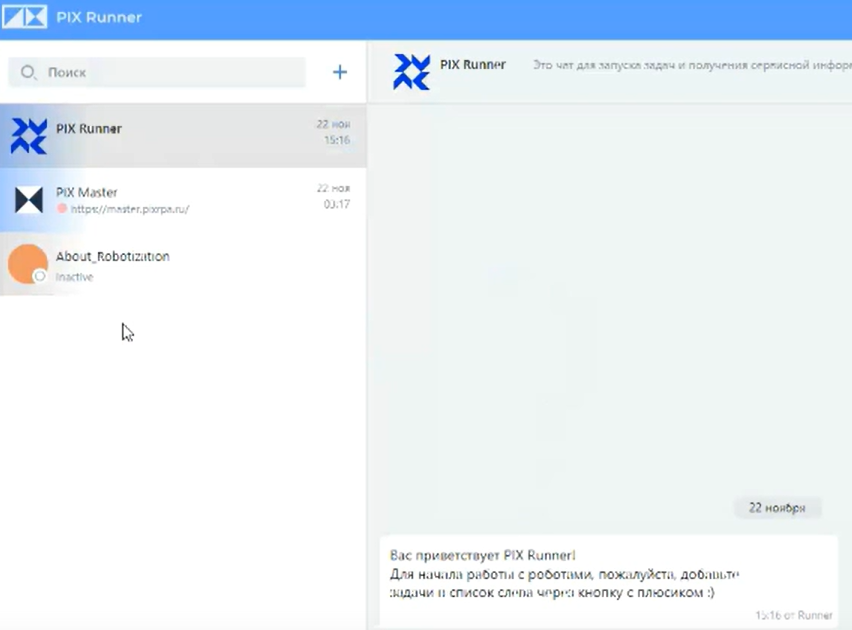 PIX Runner
Поиск
+
PIX Runner
22 ноя
15:16
PIX Master
22 ноя
https://master.pixrpa.ru/
03:17
About_Robotization
Inactive
PIX Runner
Это чат для запуска задач и получения сервисной инфор
22 ноября
Вас приветствует PIX Runner!
Для начала работы с роботами, пожалуйста, добавьте
задачи в список слева через кнопку с плюсиком :)
15:16 от Runner